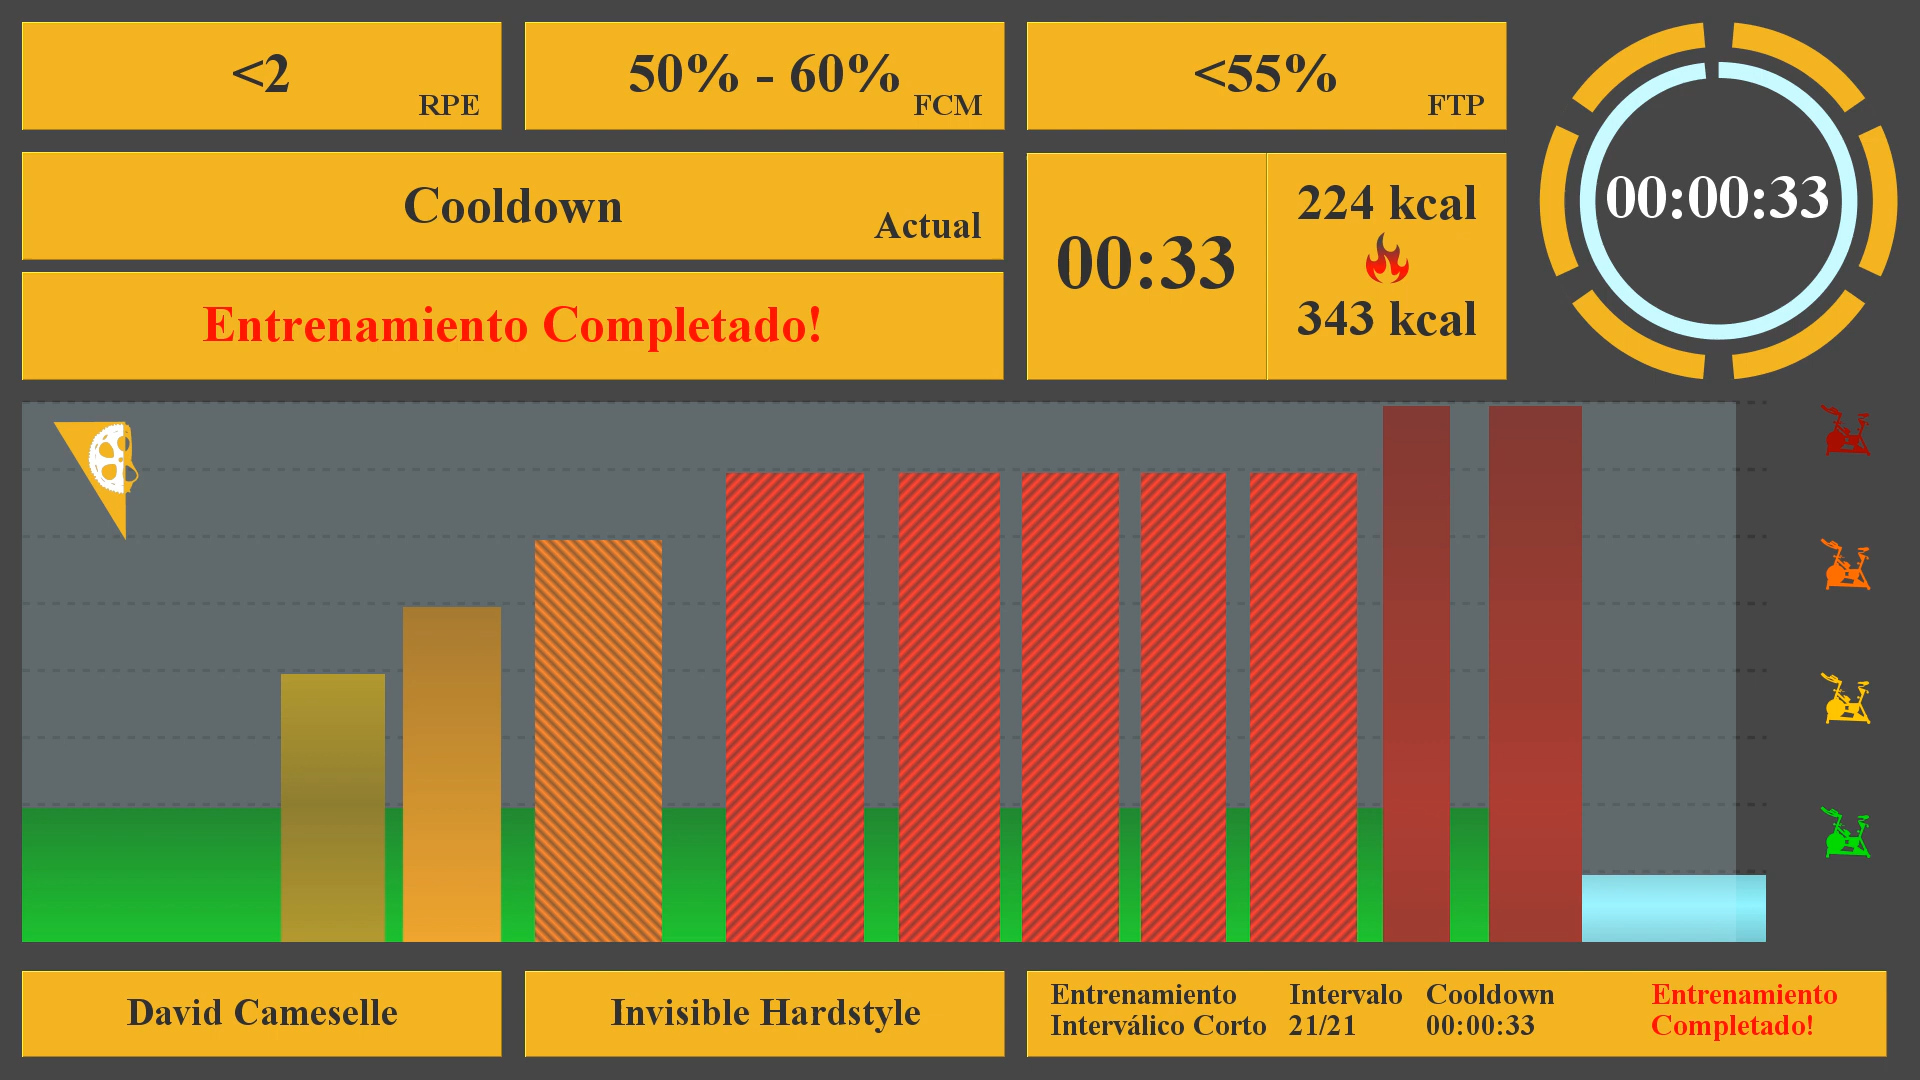 <2
RPE
50% - 60%
FCM
<55%
FTP
00:00:33
Cooldown
Actual
Entrenamiento Completado!
00:33
224 kcal
343 kcal
David Cameselle
Invisible Hardstyle
Entrenamiento
Interválico Corto
Intervalo
21/21
Cooldown
00:00:33
Entrenamiento
Completado!